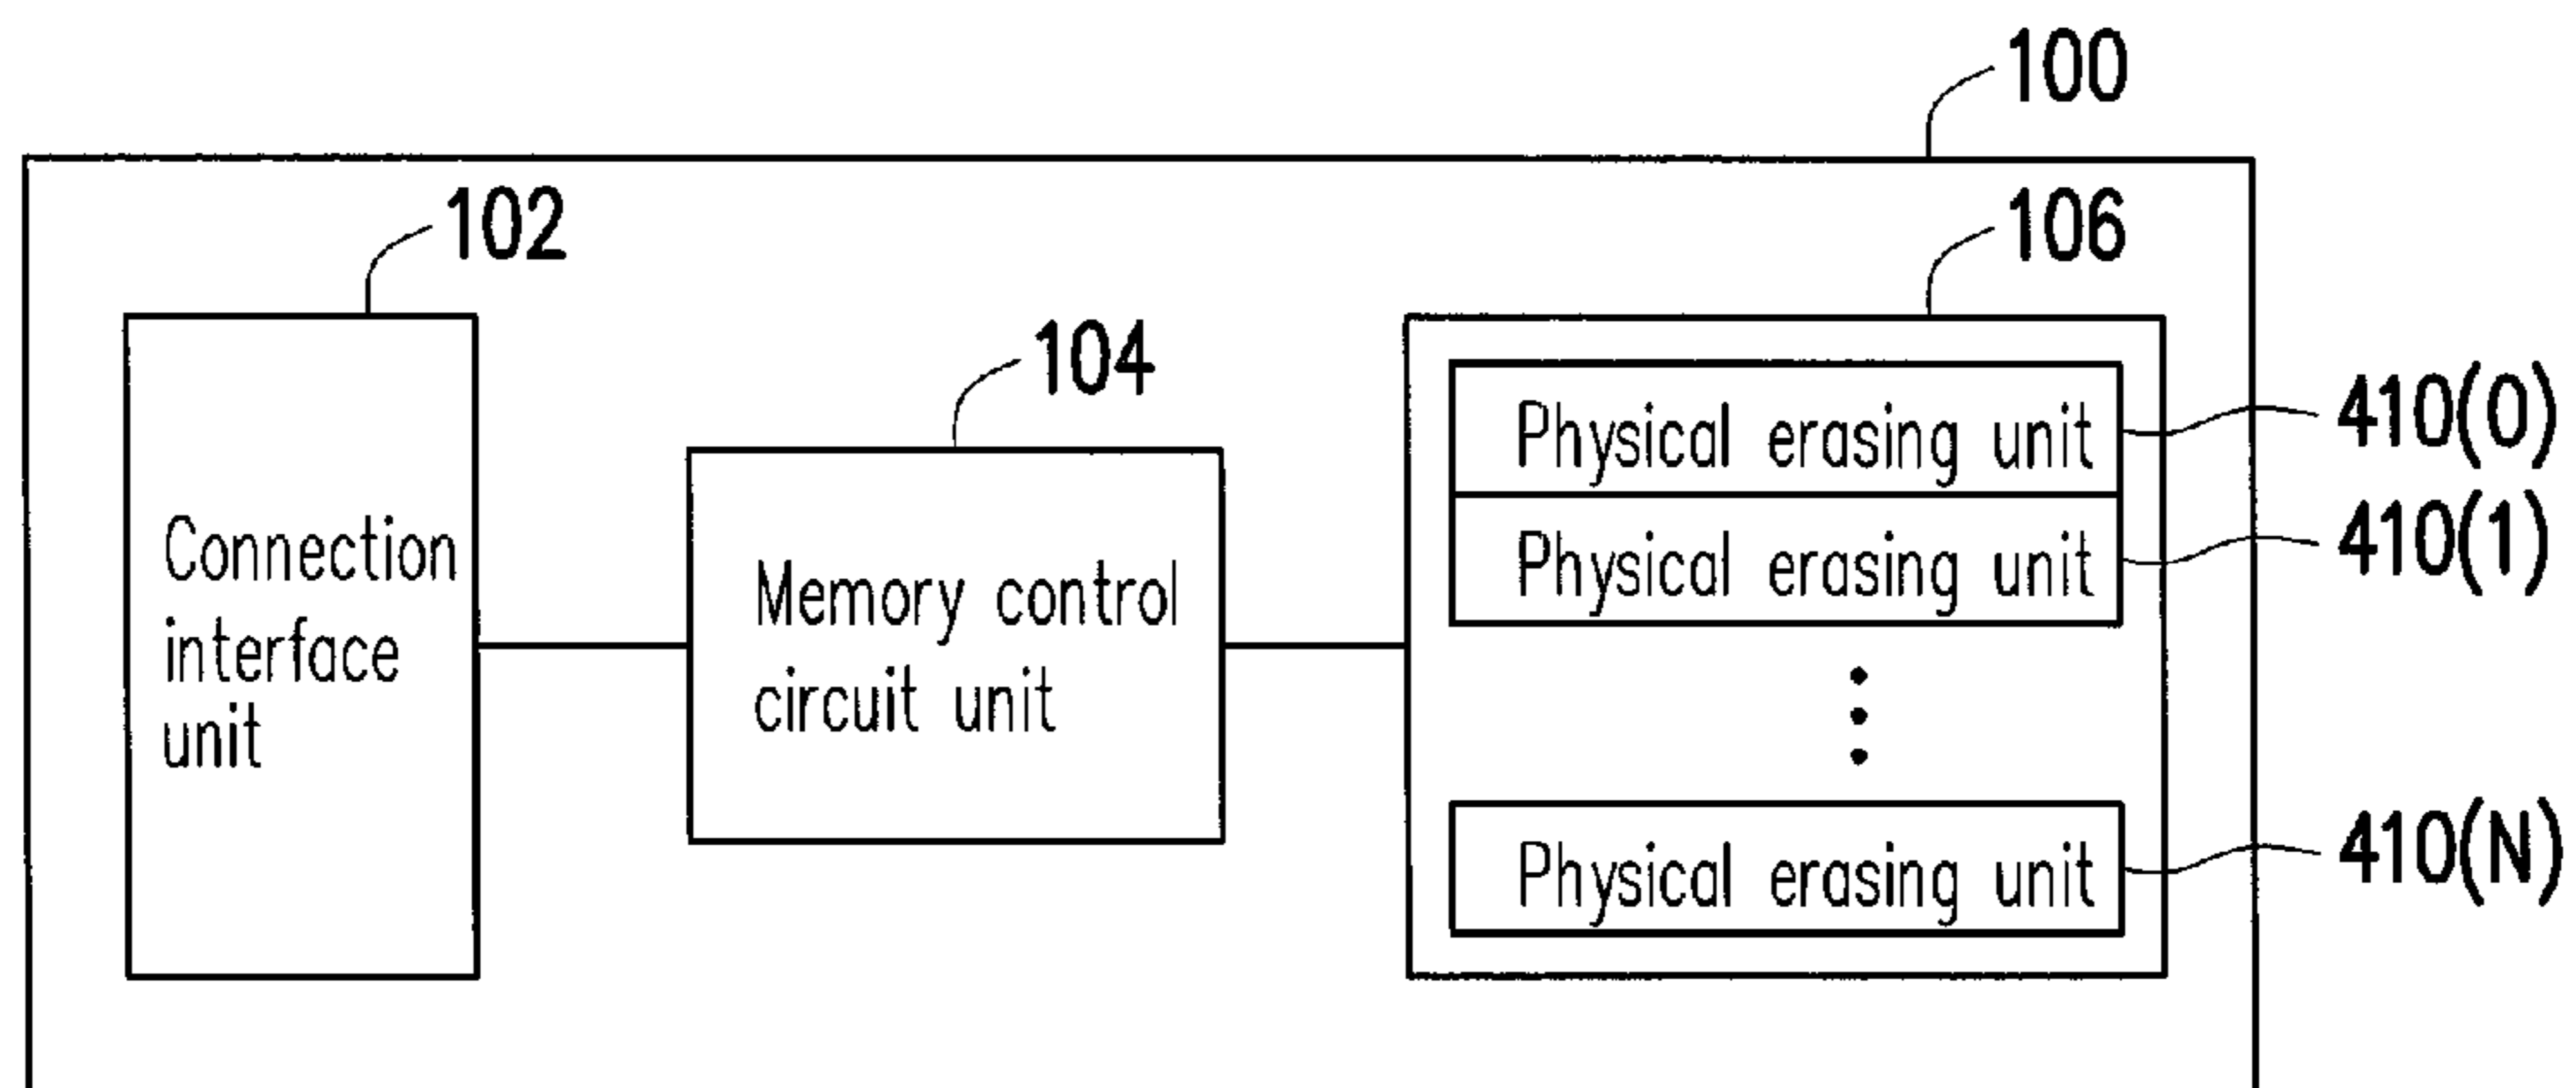 100
102
106
104
Physical erasing unit
410(0)
Physical erasing unit
410(1)
Connection
interface
unit
Memory control
circuit unit
Physical erasing unit
410(N)